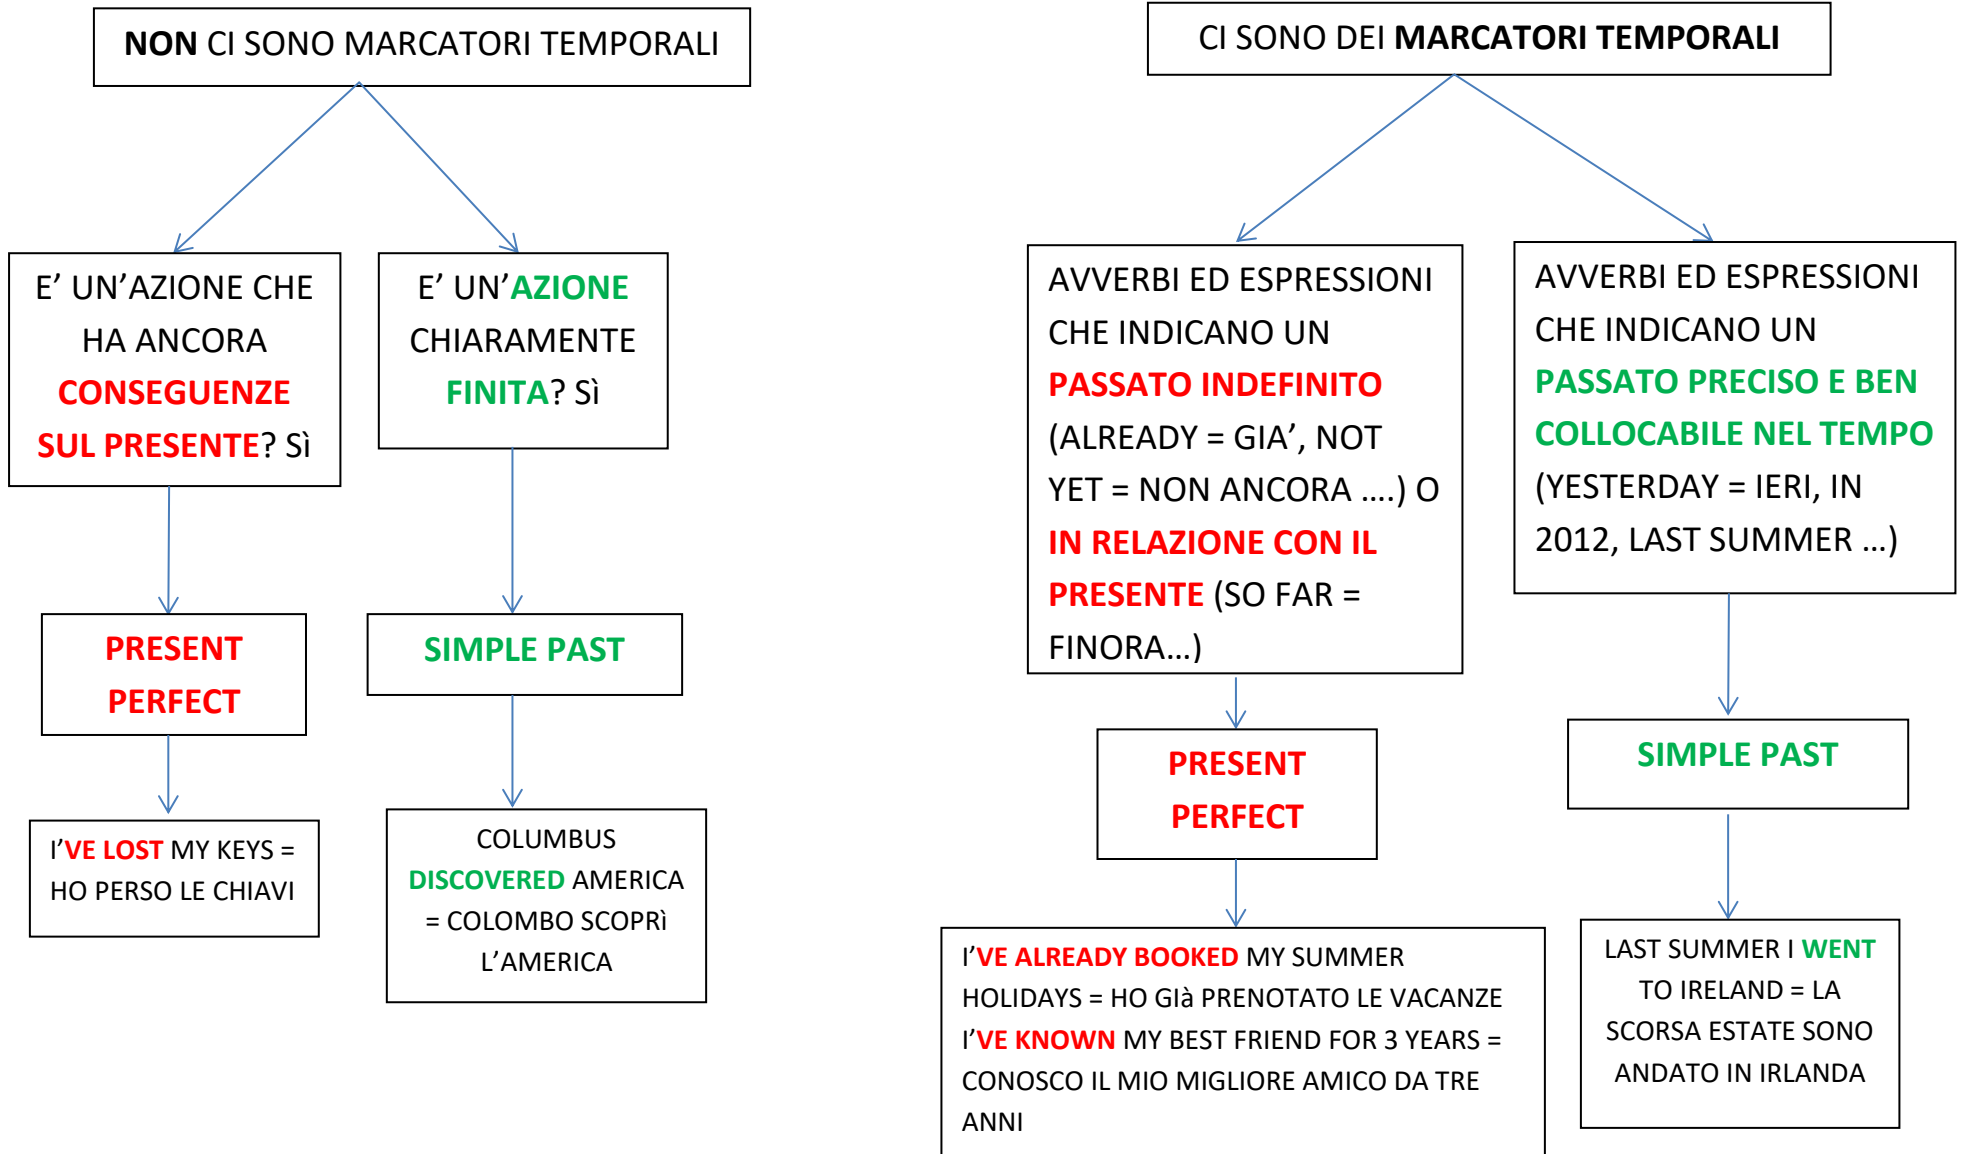 NON CI SONO MARCATORI TEMPORALI
E’ UN’AZIONE CHE
HA ANCORA
CONSEGUENZE
SUL PRESENTE? Sì
PRESENT
PERFECT
I’VE LOST MY KEYS =
HO PERSO LE CHIAVI
E’ UN’AZIONE
CHIARAMENTE
FINITA? Sì
SIMPLE PAST
COLUMBUS
DISCOVERED AMERICA
= COLOMBO SCOPRì
L’AMERICA
CI SONO DEI MARCATORI TEMPORALI
AVVERBI ED ESPRESSIONI
CHE INDICANO UN
PASSATO INDEFINITO
(ALREADY = GIA’, NOT
YET = NON ANCORA ….) O
IN RELAZIONE CON IL
PRESENTE (SO FAR =
FINORA…)
PRESENT
PERFECT
I’VE ALREADY BOOKED MY SUMMER
HOLIDAYS = HO GIà PRENOTATO LE VACANZE
I’VE KNOWN MY BEST FRIEND FOR 3 YEARS =
CONOSCO IL MIO MIGLIORE AMICO DA TRE
ANNI
AVVERBI ED ESPRESSIONI
CHE INDICANO UN
PASSATO PRECISO E BEN
COLLOCABILE NEL TEMPO
(YESTERDAY = IERI, IN
2012, LAST SUMMER …)
SIMPLE PAST
LAST SUMMER I WENT
TO IRELAND = LA
SCORSA ESTATE SONO
ANDATO IN IRLANDA